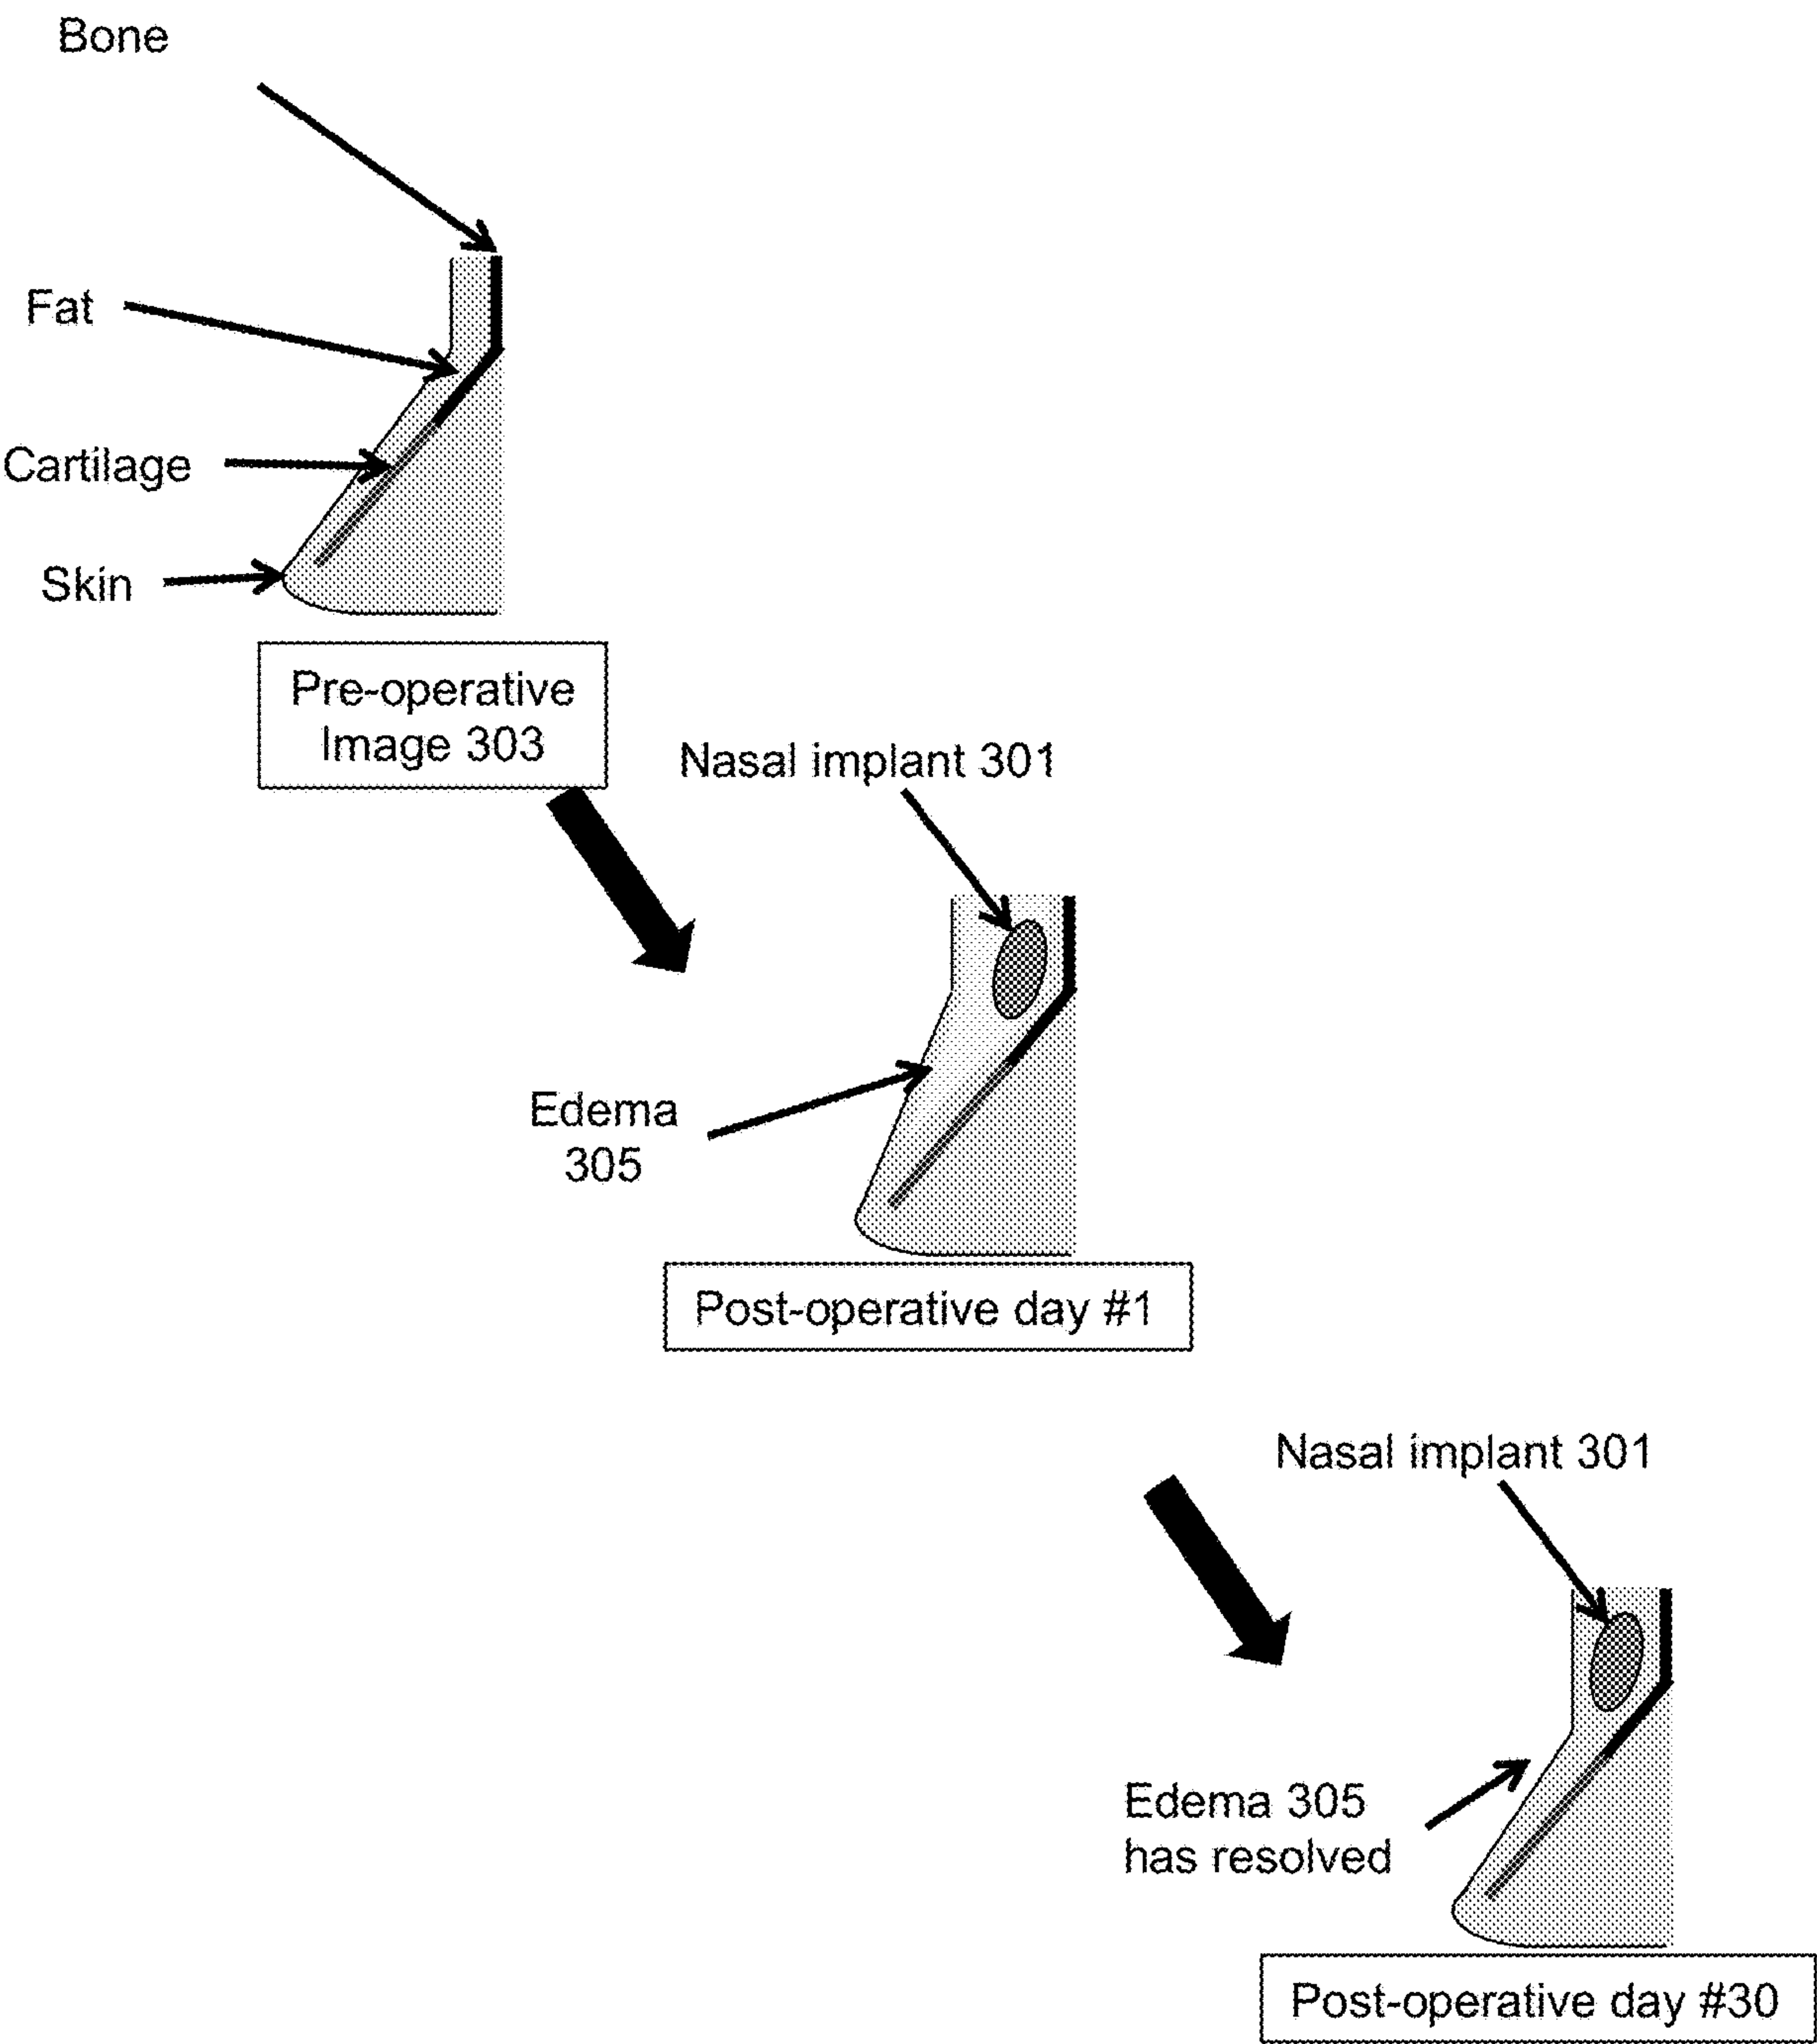 Bone
Fat
Cartilage
Skin
Pre-operative
Image 303
Nasal implant 301
Edema
305
Post-operative day #1
Nasal implant 301
Edema 305
has resolved
Post-operative day #30